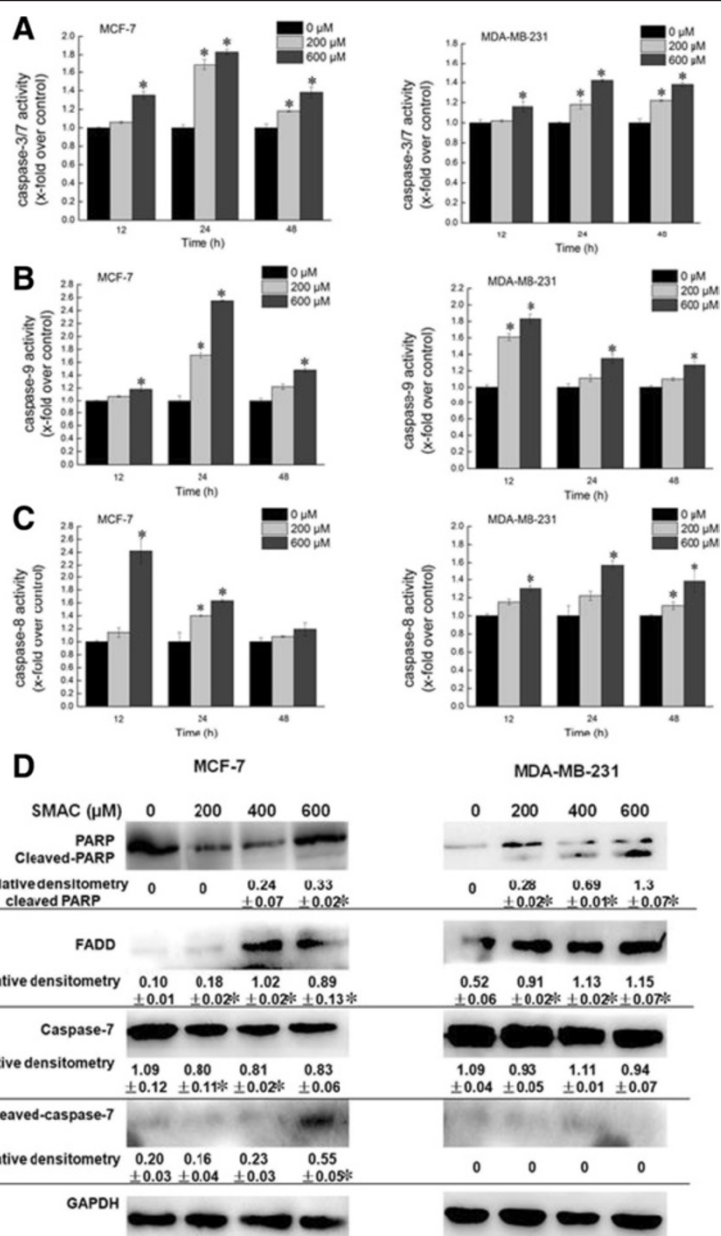 A
MCF-7
0 µM
200 µM
600 µM
caspase-3/7 activity
(x-fold over control)
2.0
1.8
1.6
1.4
1.2
1.0
0.8
0.6
0.4
0.2
0.0
* * * * *
12 24 48
Time (h)
MDA-MB-231
0 µM
200 µM
600 µM
caspase-3/7 activity
(x-fold over control)
1.8
1.6
1.4
1.2
1.0
0.8
0.6
0.4
0.2
0.0
* * * * *
12 24 48
Time (h)
B
MCF-7
0 µM
200 µM
600 µM
caspase-9 activity
(x-fold over control)
2.8
2.6
2.4
2.2
2.0
1.8
1.6
1.4
1.2
1.0
0.8
0.6
0.4
0.2
0.0
* * * *
12 24 48
Time (h)
MDA-M8-231
0 µM
200 µM
600 µM
caspase-9 activity
(x-fold over control)
2.2
2.0
1.8
1.6
1.4
1.2
1.0
0.8
0.6
0.4
0.2
0.0
* * * *
12 24 48
Time (h)
C
MCF-7
0 µM
200 µM
600 µM
caspase-8 activity
(x-fold over control)
2.8
2.6
2.4
2.2
2.0
1.8
1.6
1.4
1.2
1.0
0.8
0.6
0.4
0.2
0.0
* * *
12 24 48
Time (h)
MDA-M8-231
0 µM
200 µM
600 µM
caspase-8 activity
(x-fold over control)
2.0
1.8
1.6
1.4
1.2
1.0
0.8
0.6
0.4
0.2
0.0
* * * *
12 24 48
Time (h)
D
MCF-7 MDA-MB-231
SMAC (µM) 0 200 400 600 0 200 400 600
PARP
Cleaved-PARP
lative densitometry 0 0 0.24 0.33 0 0.28 0.69 1.3
cleaved PARP ±0.07 ±0.02* ±0.02* ±0.01* ±0.07*
FADD
ative densitometry 0.10 0.18 1.02 0.89 0.52 0.91 1.13 1.15
±0.01 ±0.02* ±0.02* ±0.13* ±0.06 ±0.02* ±0.02* ±0.07*
Caspase-7
tive densitometry 1.09 0.80 0.81 0.83 1.09 0.93 1.11 0.94
±0.12 ±0.11* ±0.02* ±0.06 ±0.04 ±0.05 ±0.01 ±0.07
eaved-caspase-7
ative densitometry 0.20 0.16 0.23 0.55 0 0 0 0
±0.03 ±0.04 ±0.03 ±0.05*
GAPDH